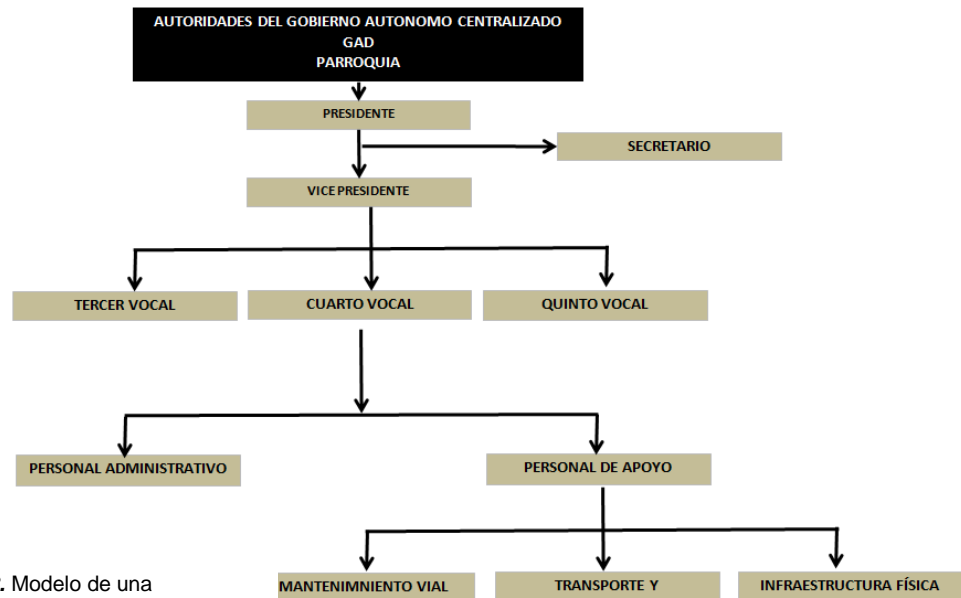 AUTORIDADES DEL GOBIERNO AUTONOMO CENTRALIZADO
GAD
PARROQUIA
PRESIDENTE
SECRETARIO
VICE PRESIDENTE
TERCER VOCAL
CUARTO VOCAL
QUINTO VOCAL
PERSONAL ADMINISTRATIVO
PERSONAL DE APOYO
. Modelo de una
MANTENIMNIENTO VIAL
TRANSPORTE Y
INFRAESTRUCTURA FÍSICA